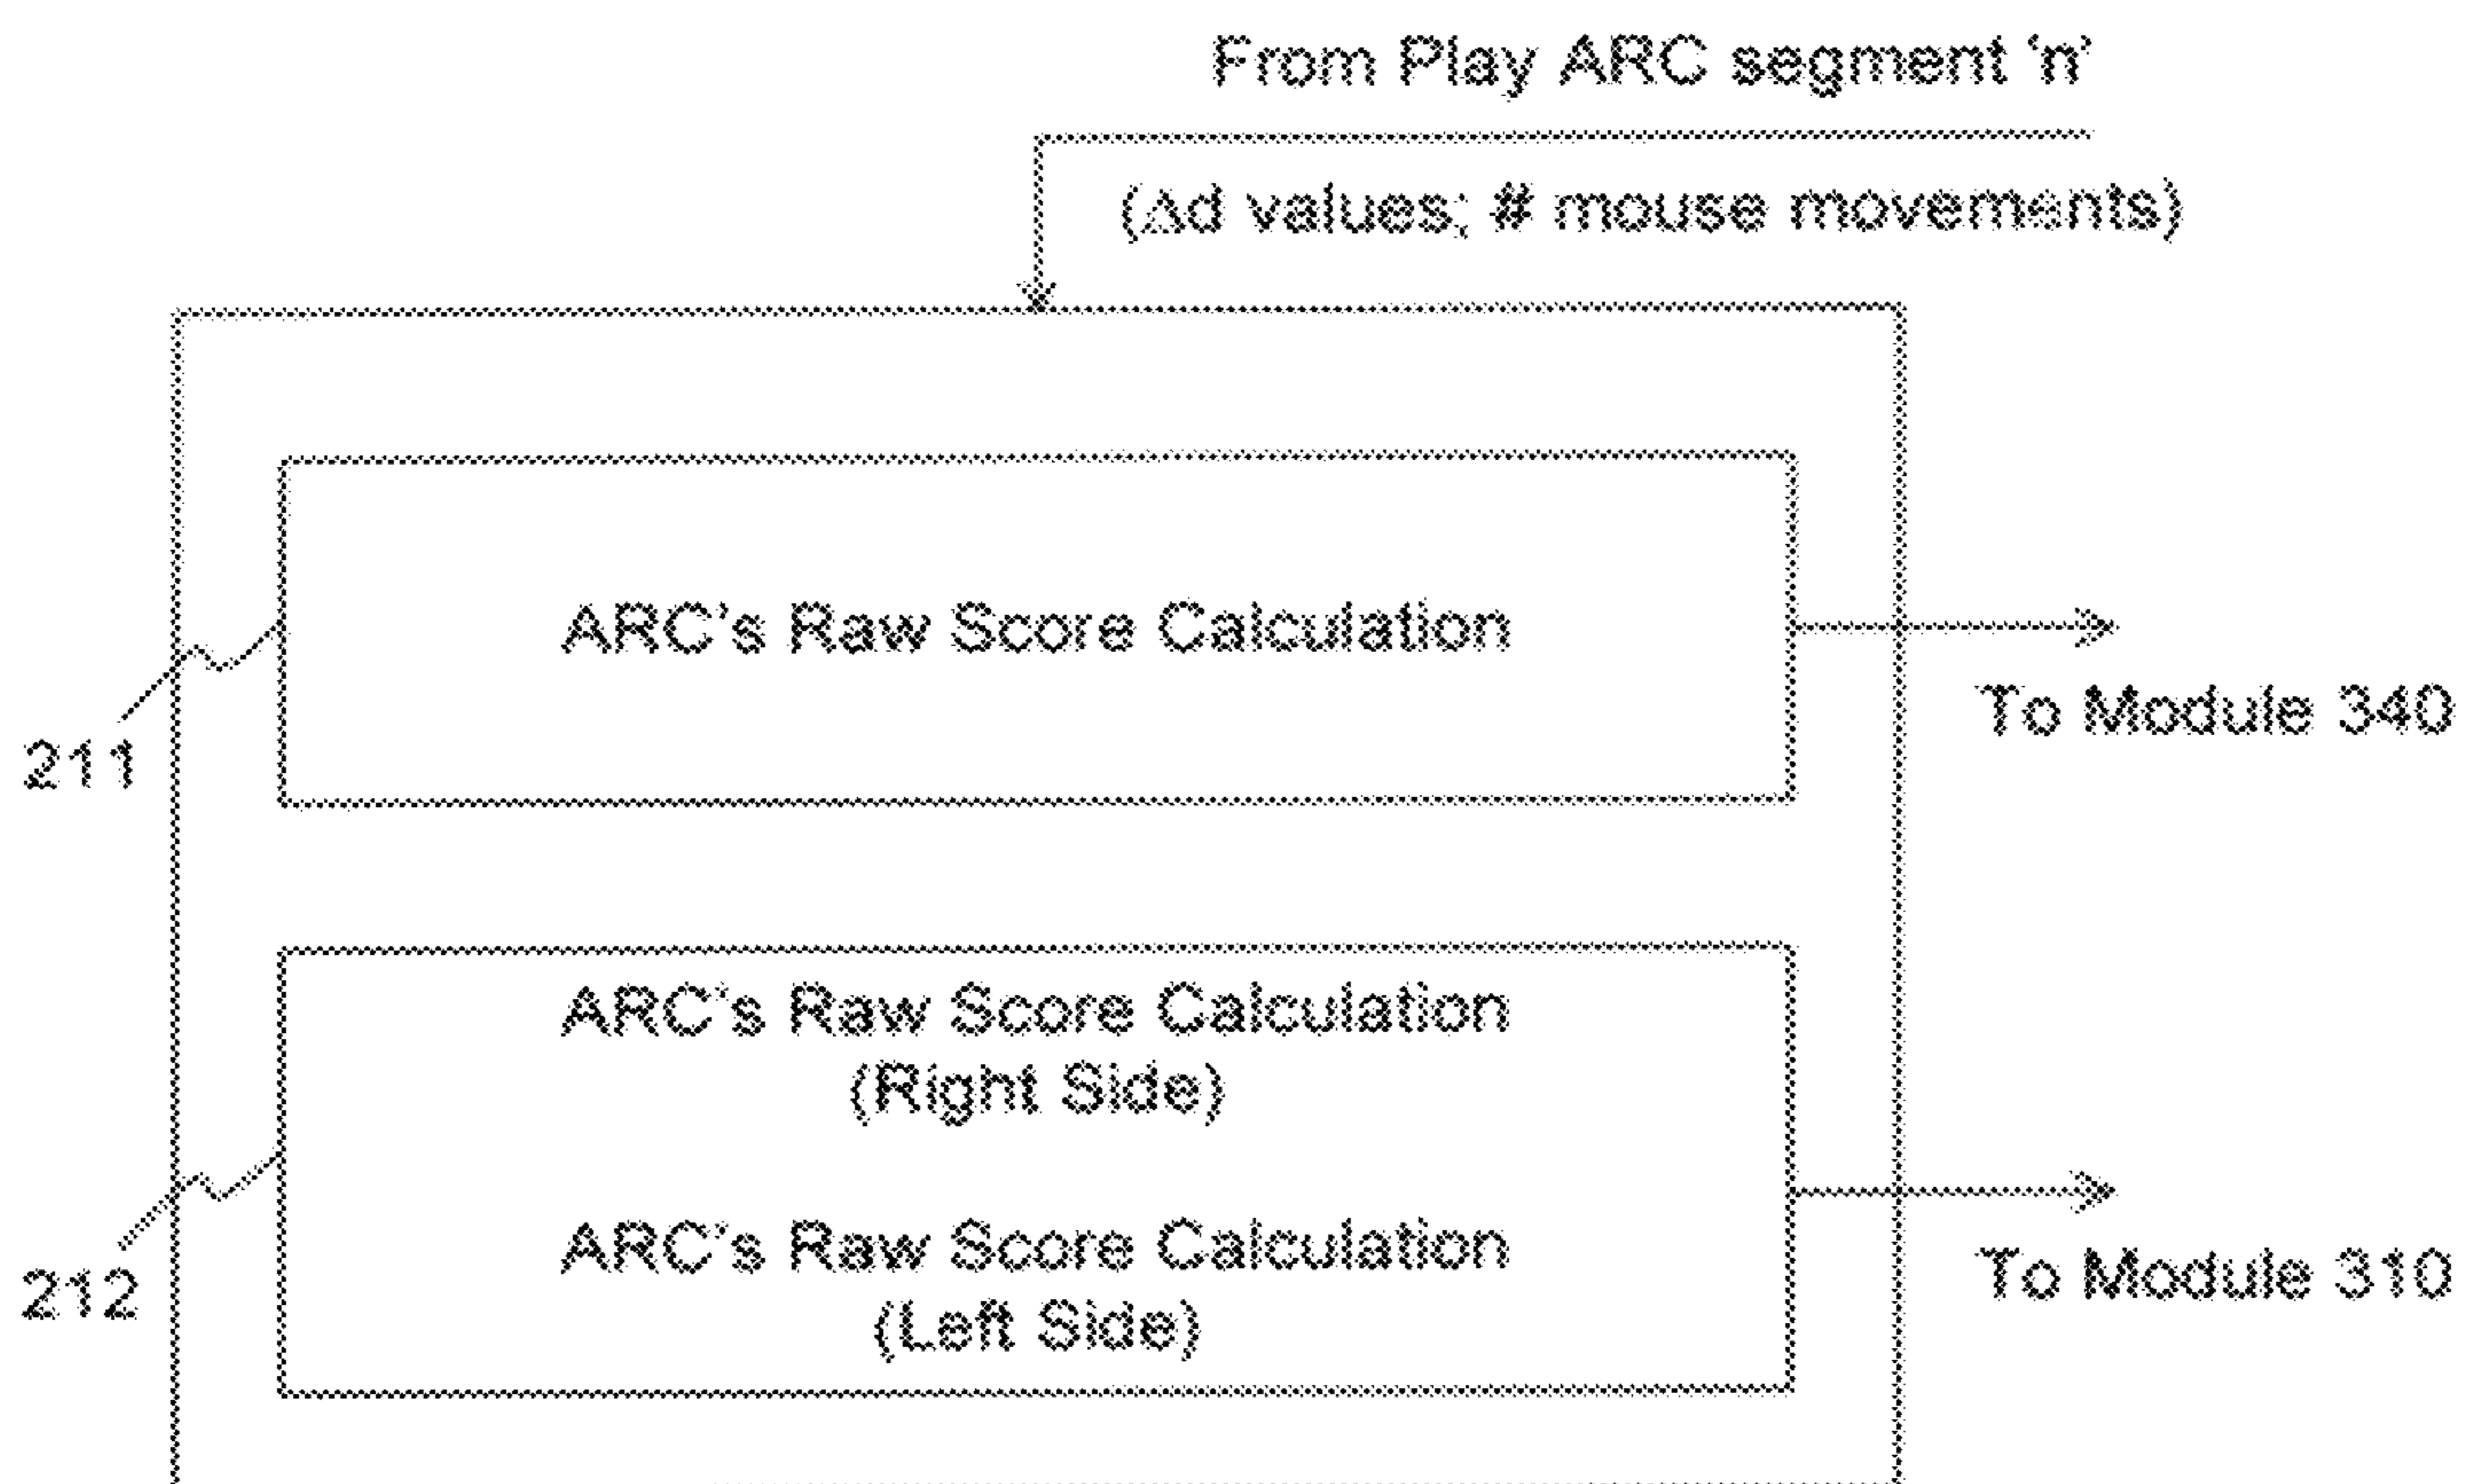 From Play ARC segment ‘n’
(Δd values; # mouse movements)
ARC’s Raw Score Calculation
To Module 340
211
ARC’s Raw Score Calculation
(Right Side)
ARC’s Raw Score Calculation
(Left Side)
To Module 310
212